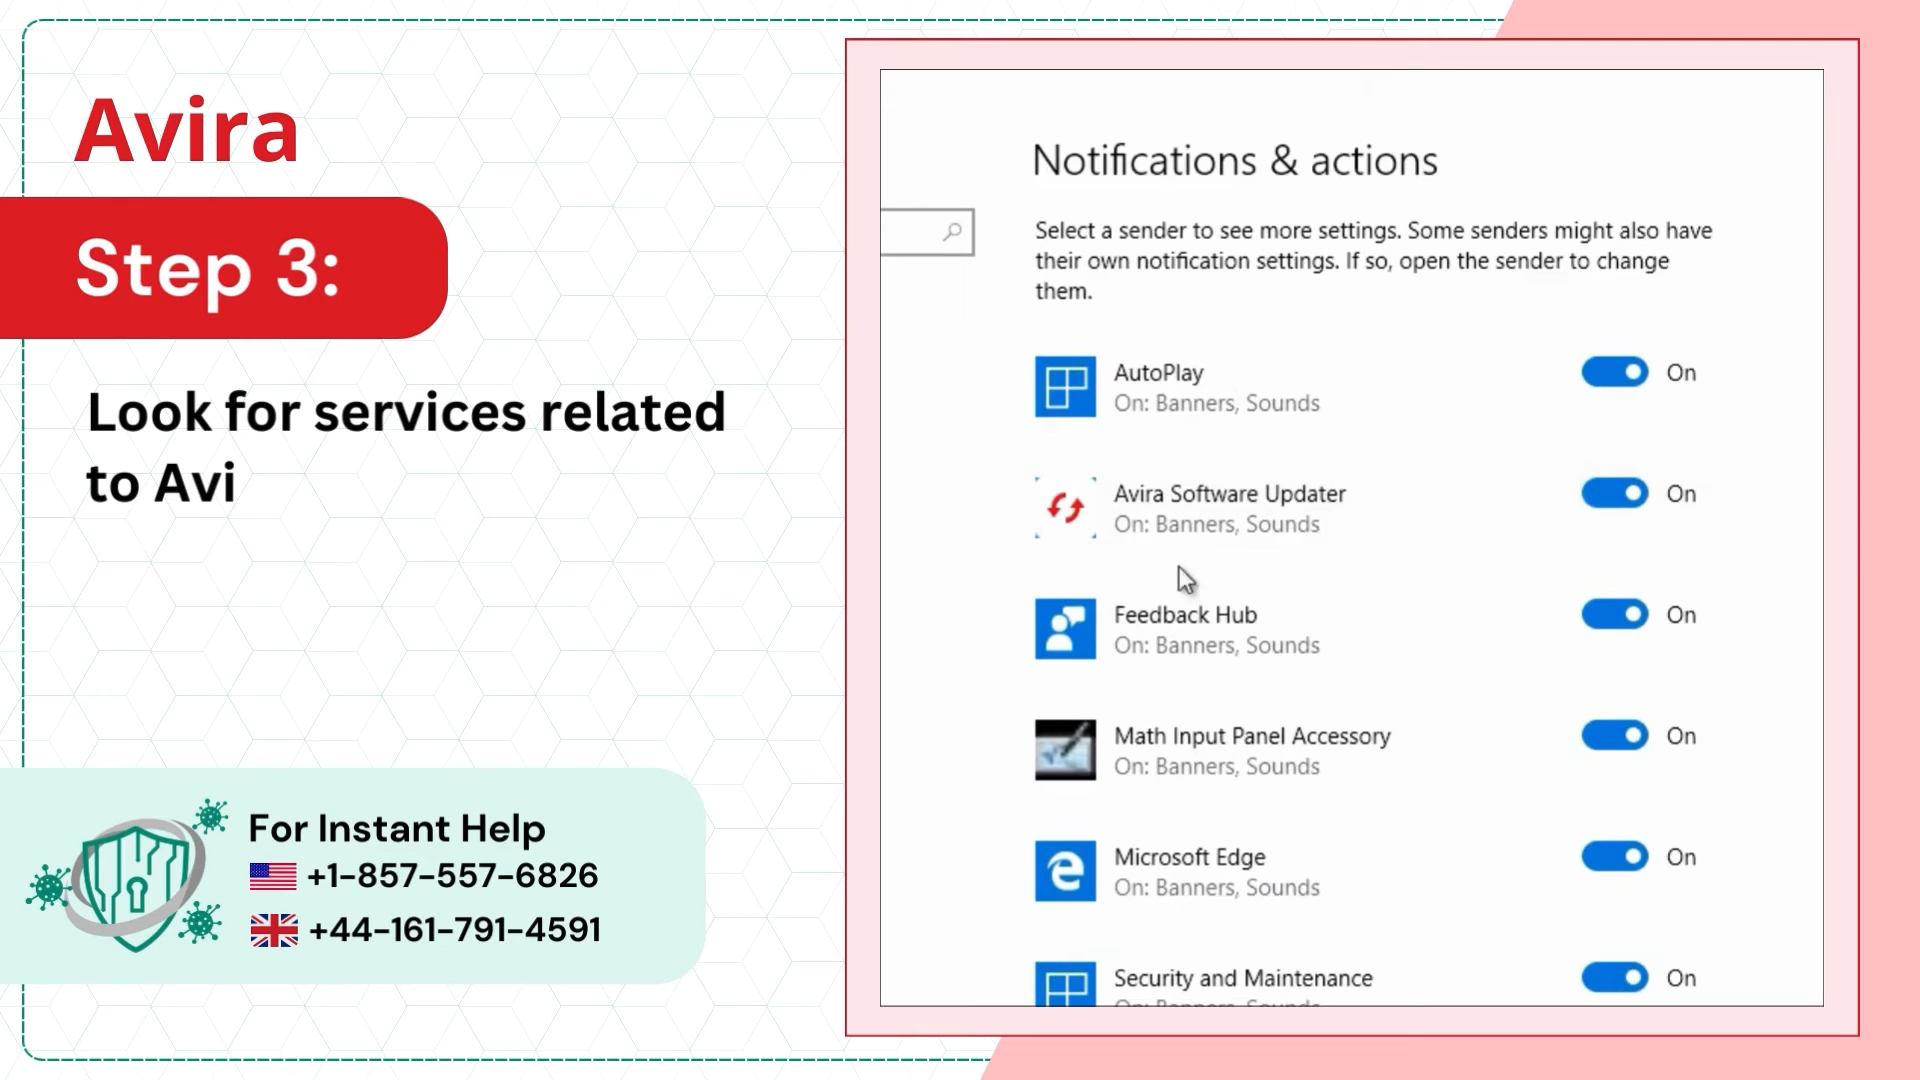 Avira
Step 3:
Look for services related
to Avi
For Instant Help
+1-857-557-6826
+44-161-791-4591
Notifications & actions
Select a sender to see more settings. Some senders might also have
their own notification settings. If so, open the sender to change
them.
AutoPlay
On: Banners, Sounds
On
Avira Software Updater
On: Banners, Sounds
On
Feedback Hub
On: Banners, Sounds
On
Math Input Panel Accessory
On: Banners, Sounds
On
Microsoft Edge
On: Banners, Sounds
On
Security and Maintenance
On: Banners, Sounds
On